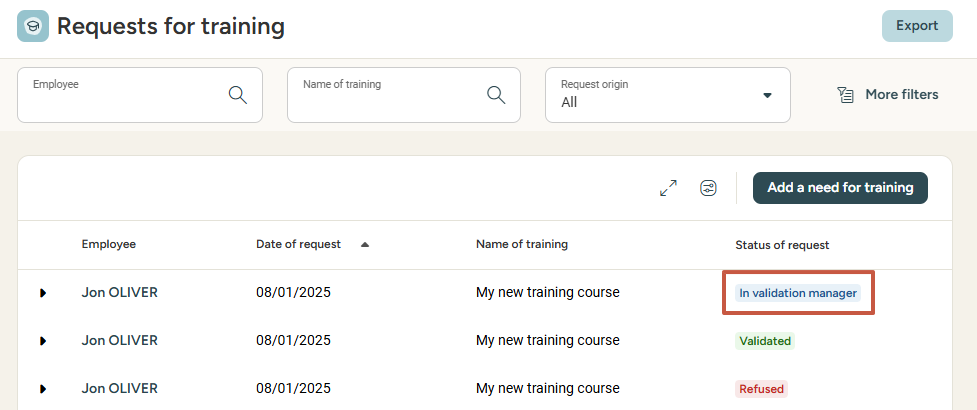 Requests for training
Export
Employee
Name of training
Request origin
All
More filters
Add a need for training
Employee Date of request Name of training Status of request
Jon OLIVER 08/01/2025 My new training course In validation manager
Jon OLIVER 08/01/2025 My new training course Validated
Jon OLIVER 08/01/2025 My new training course Refused